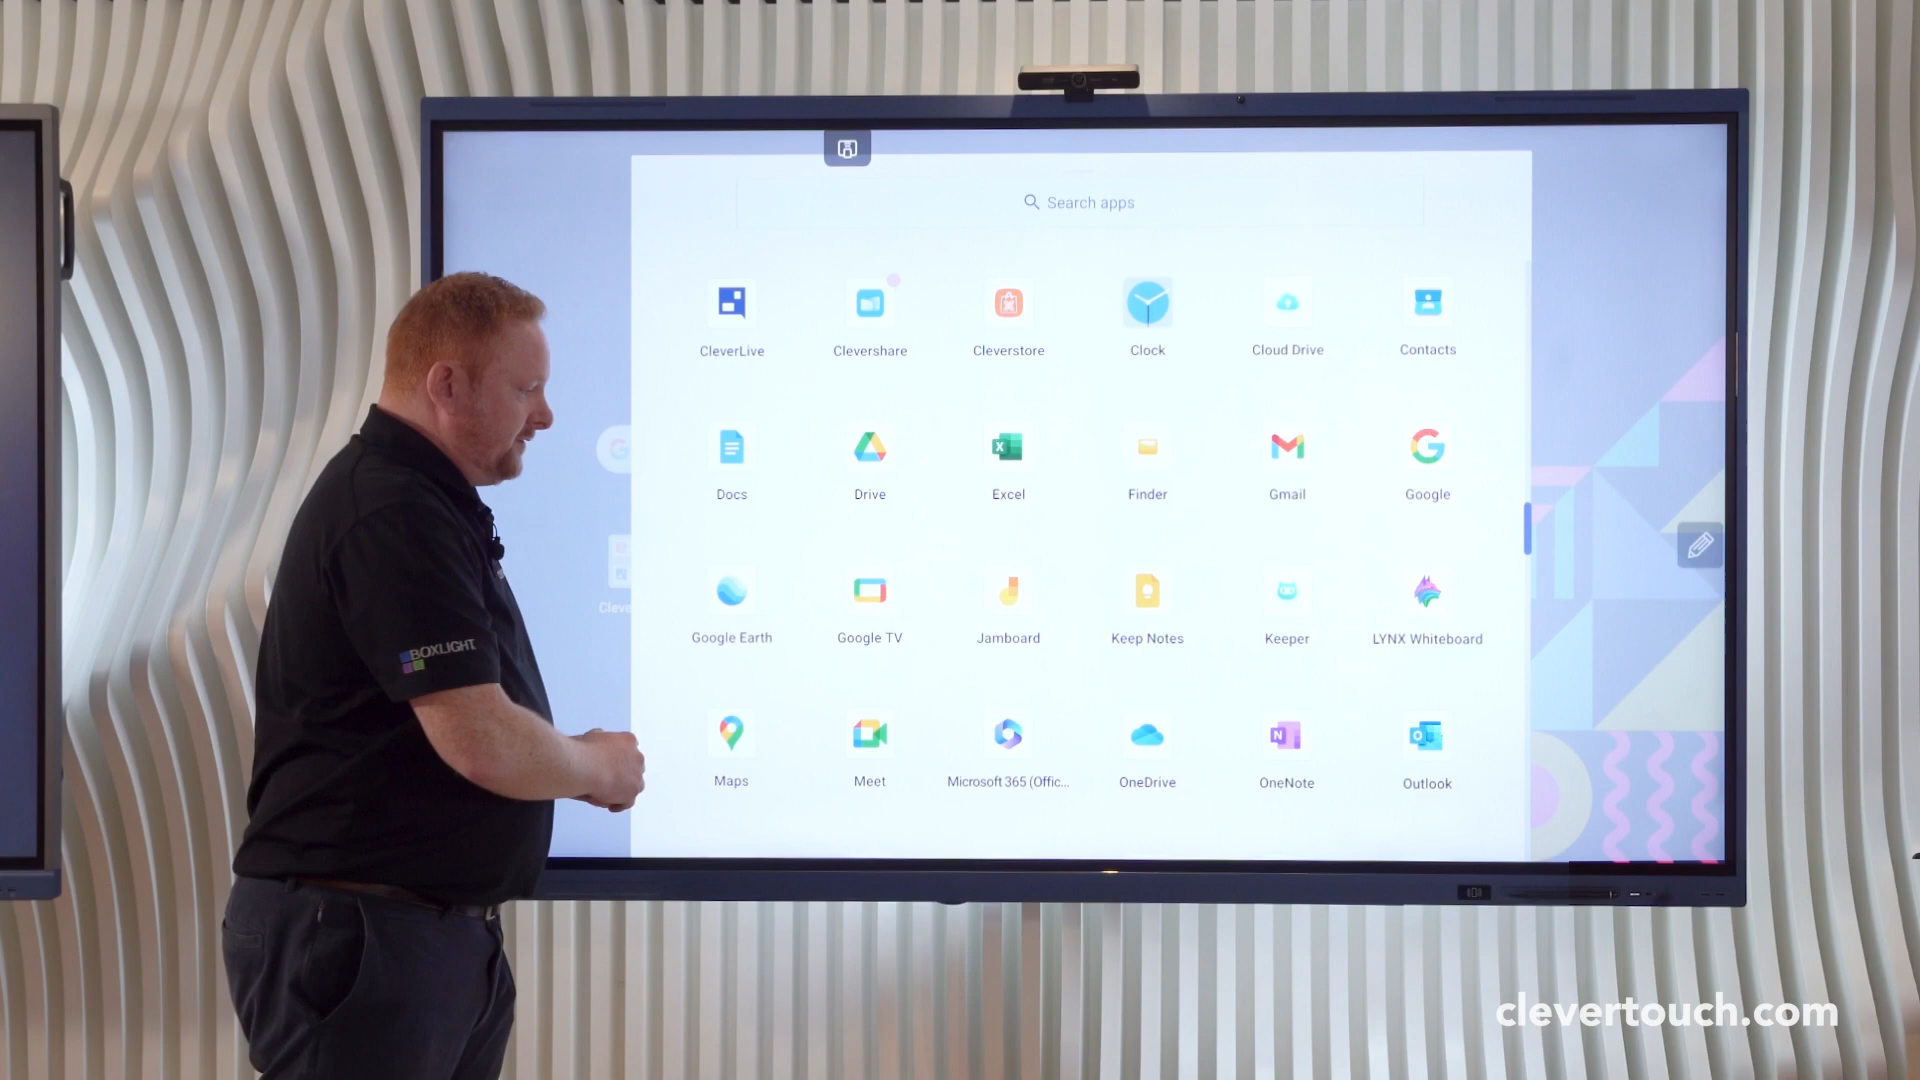 Search apps
CleverLive
Clevershare
Cleverstore
Clock
Cloud Drive
Contacts
Docs
Drive
Excel
Finder
Gmail
Google
Google Earth
Google TV
Jamboard
Keep Notes
Keeper
LYNX Whiteboard
Maps
Meet
Microsoft 365 (Offic...
OneDrive
OneNote
Outlook
Cleve
BOXLIGHT
clevertouch.com